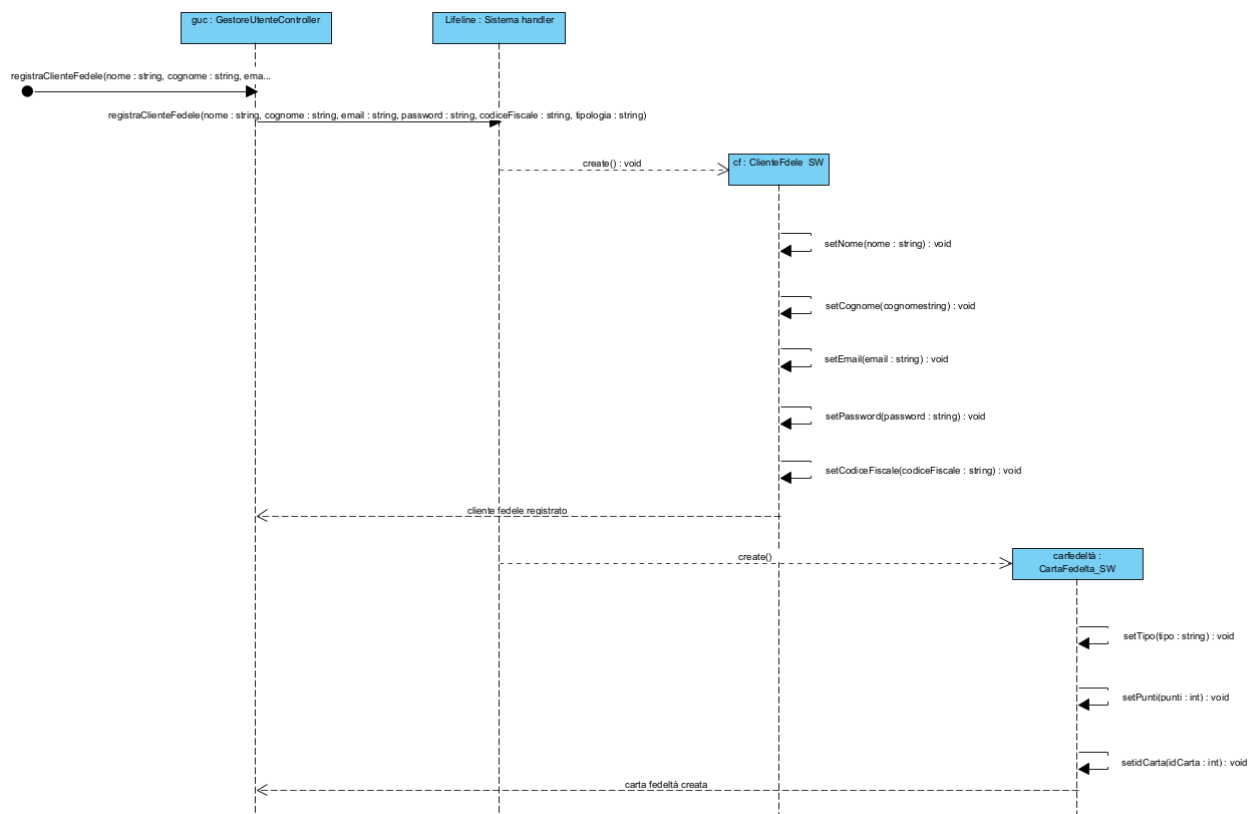 guc : GestoreUtenteController
Lifeline : Sistema handler
registraClienteFedele(nome : string, cognome : string, ema...
registraClienteFedele(nome : string, cognome : string, email : string, password : string, codiceFiscale : string, tipologia : string)
create() : void
cf : ClienteFdele_SW
setNome(nome : string) : void
setCognome(cognomestring) : void
setEmail(email : string) : void
setPassword(password : string) : void
setCodiceFiscale(codiceFiscale : string) : void
cliente fedele registrato
create()
carfedeltà :
CartaFedelta_SW
setTipo(tipo : string) : void
setPunti(punti : int) : void
setidCarta(idCarta : int) : void
carta fedeltà creata